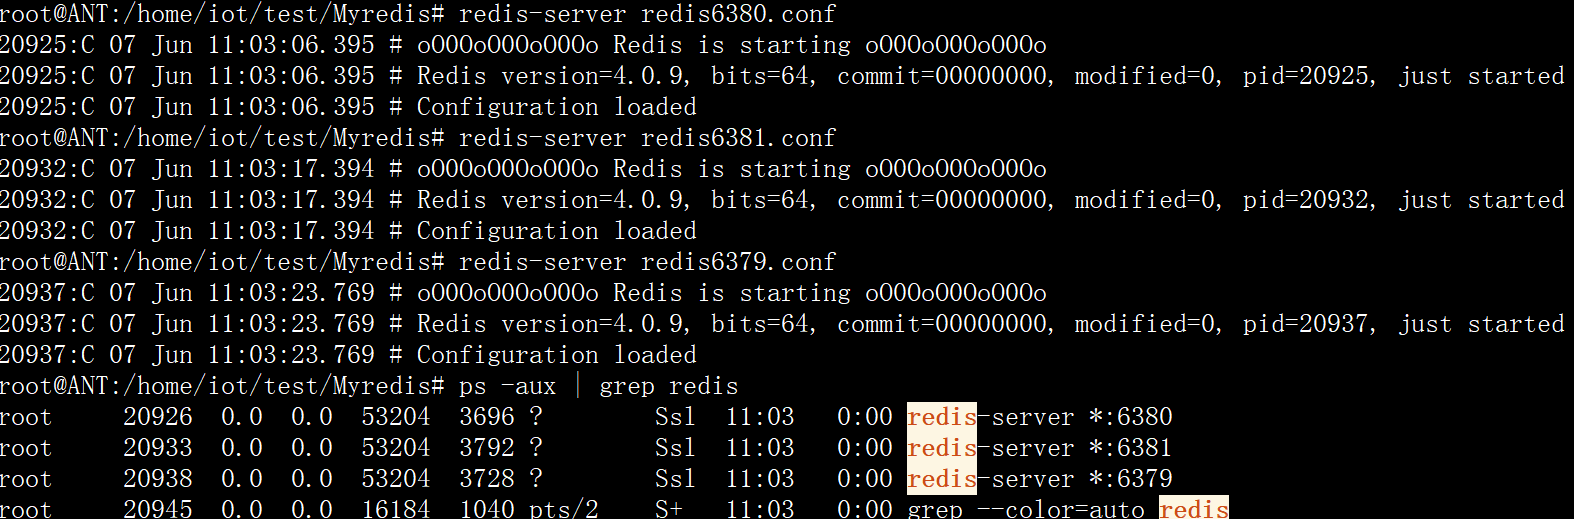 root@ANT:/home/iot/test/Myredis# redis-server redis6380.conf
20925:C 07 Jun 11:03:06.395 # oO0OoO0OoO0Oo Redis is starting oO0OoO0OoO0Oo
20925:C 07 Jun 11:03:06.395 # Redis version=4.0.9, bits=64, commit=00000000, modified=0, pid=20925, just started
20925:C 07 Jun 11:03:06.395 # Configuration loaded
root@ANT:/home/iot/test/Myredis# redis-server redis6381.conf
20932:C 07 Jun 11:03:17.394 # oO0OoO0OoO0Oo Redis is starting oO0OoO0OoO0Oo
20932:C 07 Jun 11:03:17.394 # Redis version=4.0.9, bits=64, commit=00000000, modified=0, pid=20932, just started
20932:C 07 Jun 11:03:17.394 # Configuration loaded
root@ANT:/home/iot/test/Myredis# redis-server redis6379.conf
20937:C 07 Jun 11:03:23.769 # oO0OoO0OoO0Oo Redis is starting oO0OoO0OoO0Oo
20937:C 07 Jun 11:03:23.769 # Redis version=4.0.9, bits=64, commit=00000000, modified=0, pid=20937, just started
20937:C 07 Jun 11:03:23.769 # Configuration loaded
root@ANT:/home/iot/test/Myredis# ps -aux | grep redis
root     20926  0.0  0.0  53204  3696 ?        Ssl  11:03   0:00 redis-server *:6380
root     20933  0.0  0.0  53204  3792 ?        Ssl  11:03   0:00 redis-server *:6381
root     20938  0.0  0.0  53204  3728 ?        Ssl  11:03   0:00 redis-server *:6379
root     20945  0.0  0.0  16184  1040 pts/2    S+   11:03   0:00 grep --color=auto redis